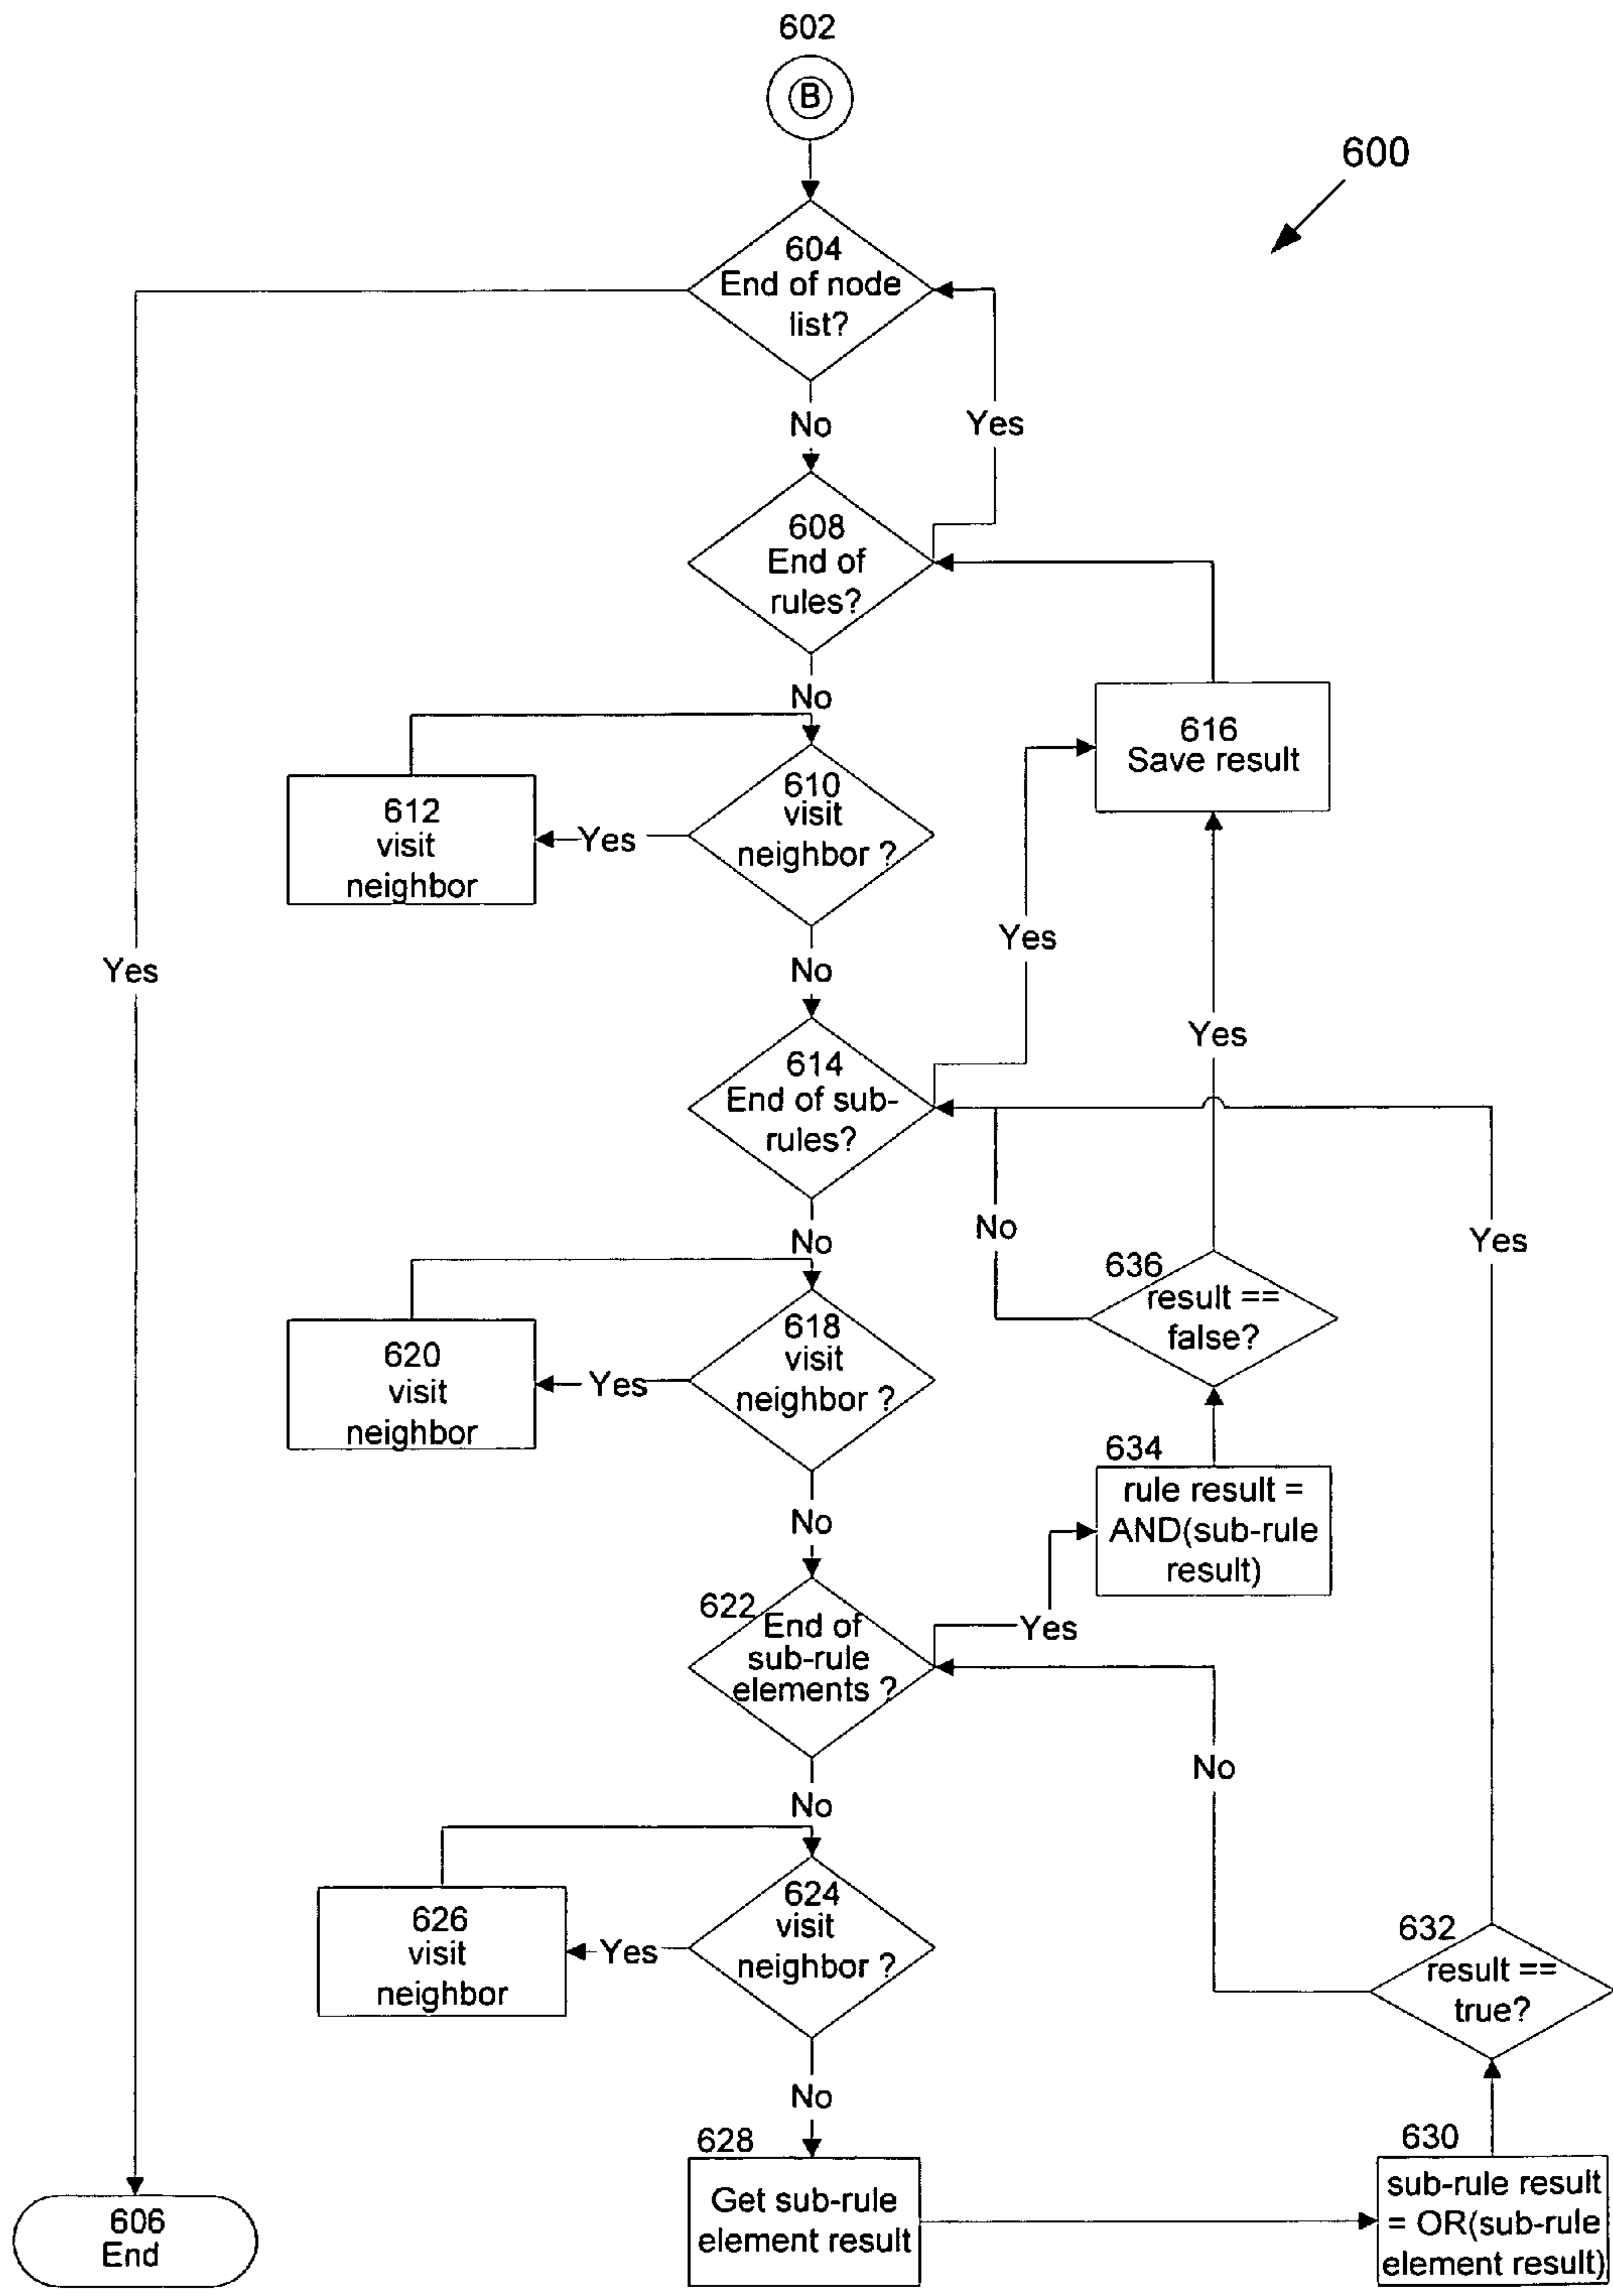 602
B
600
604
End of node
list?
No
Yes
608
End of
rules?
No
616
Save result
610
visit
neighbor ?
Yes
612
visit
neighbor
Yes
No
Yes
Yes
614
End of sub-
rules?
No
No
Yes
636
result ==
false?
618
visit
neighbor ?
Yes
620
visit
neighbor
634
rule result =
AND(sub-rule
result)
No
622
End of
sub-rule
elements ?
Yes
No
No
624
visit
neighbor ?
Yes
626
visit
neighbor
632
result ==
true?
No
628
Get sub-rule
element result
630
sub-rule result
= OR(sub-rule
element result)
606
End